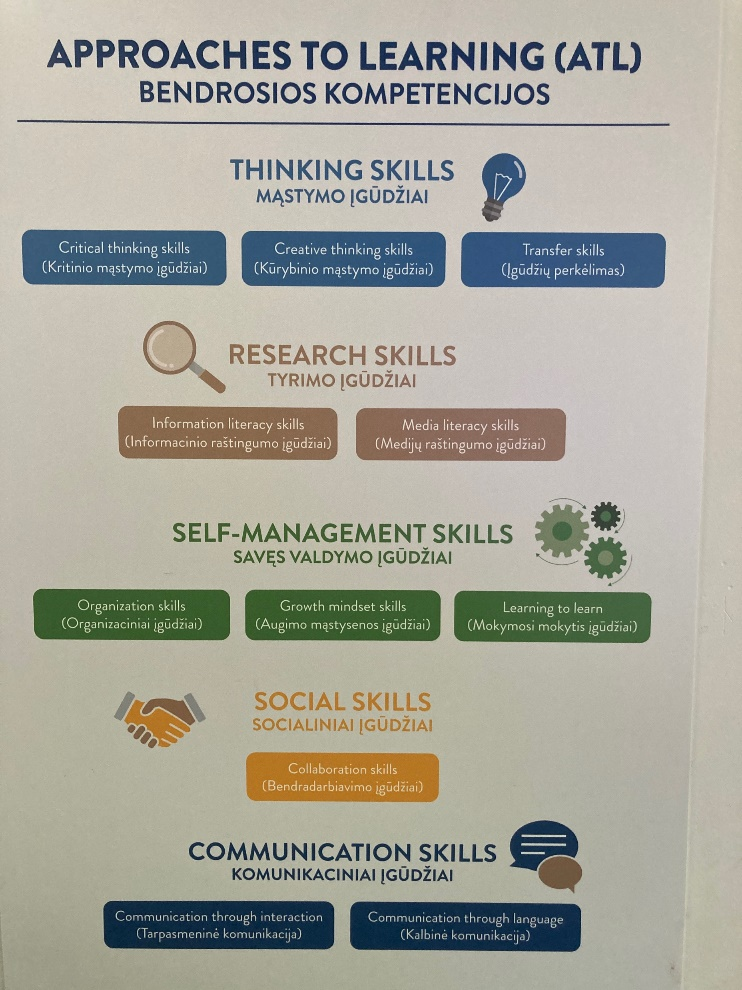 APPROACHES TO LEARNING (ATL)
BENDROSIOS KOMPETENCIJOS
THINKING SKILLS
MĄSTYMO ĮGŪDŽIAI
Critical thinking skills
(Kritinio mąstymo įgūdžiai)
Creative thinking skills
(Kūrybinio mąstymo įgūdžiai)
Transfer skills
(Įgūdžių perkėlimas)
RESEARCH SKILLS
TYRIMO ĮGŪDŽIAI
Information literacy skills
(Informacinio raštingumo įgūdžiai)
Media literacy skills
(Medijų raštingumo įgūdžiai)
SELF-MANAGEMENT SKILLS
SAVĘS VALDYMO ĮGŪDŽIAI
Organization skills
(Organizaciniai įgūdžiai)
Growth mindset skills
(Augimo mąstysenos įgūdžiai)
Learning to learn
(Mokymosi mokytis įgūdžiai)
SOCIAL SKILLS
SOCIALINIAI ĮGŪDŽIAI
Collaboration skills
(Bendradarbiavimo įgūdžiai)
COMMUNICATION SKILLS
KOMUNIKACINIAI ĮGŪDŽIAI
Communication through interaction
(Tarpasmeninė komunikacija)
Communication through language
(Kalbinė komunikacija)